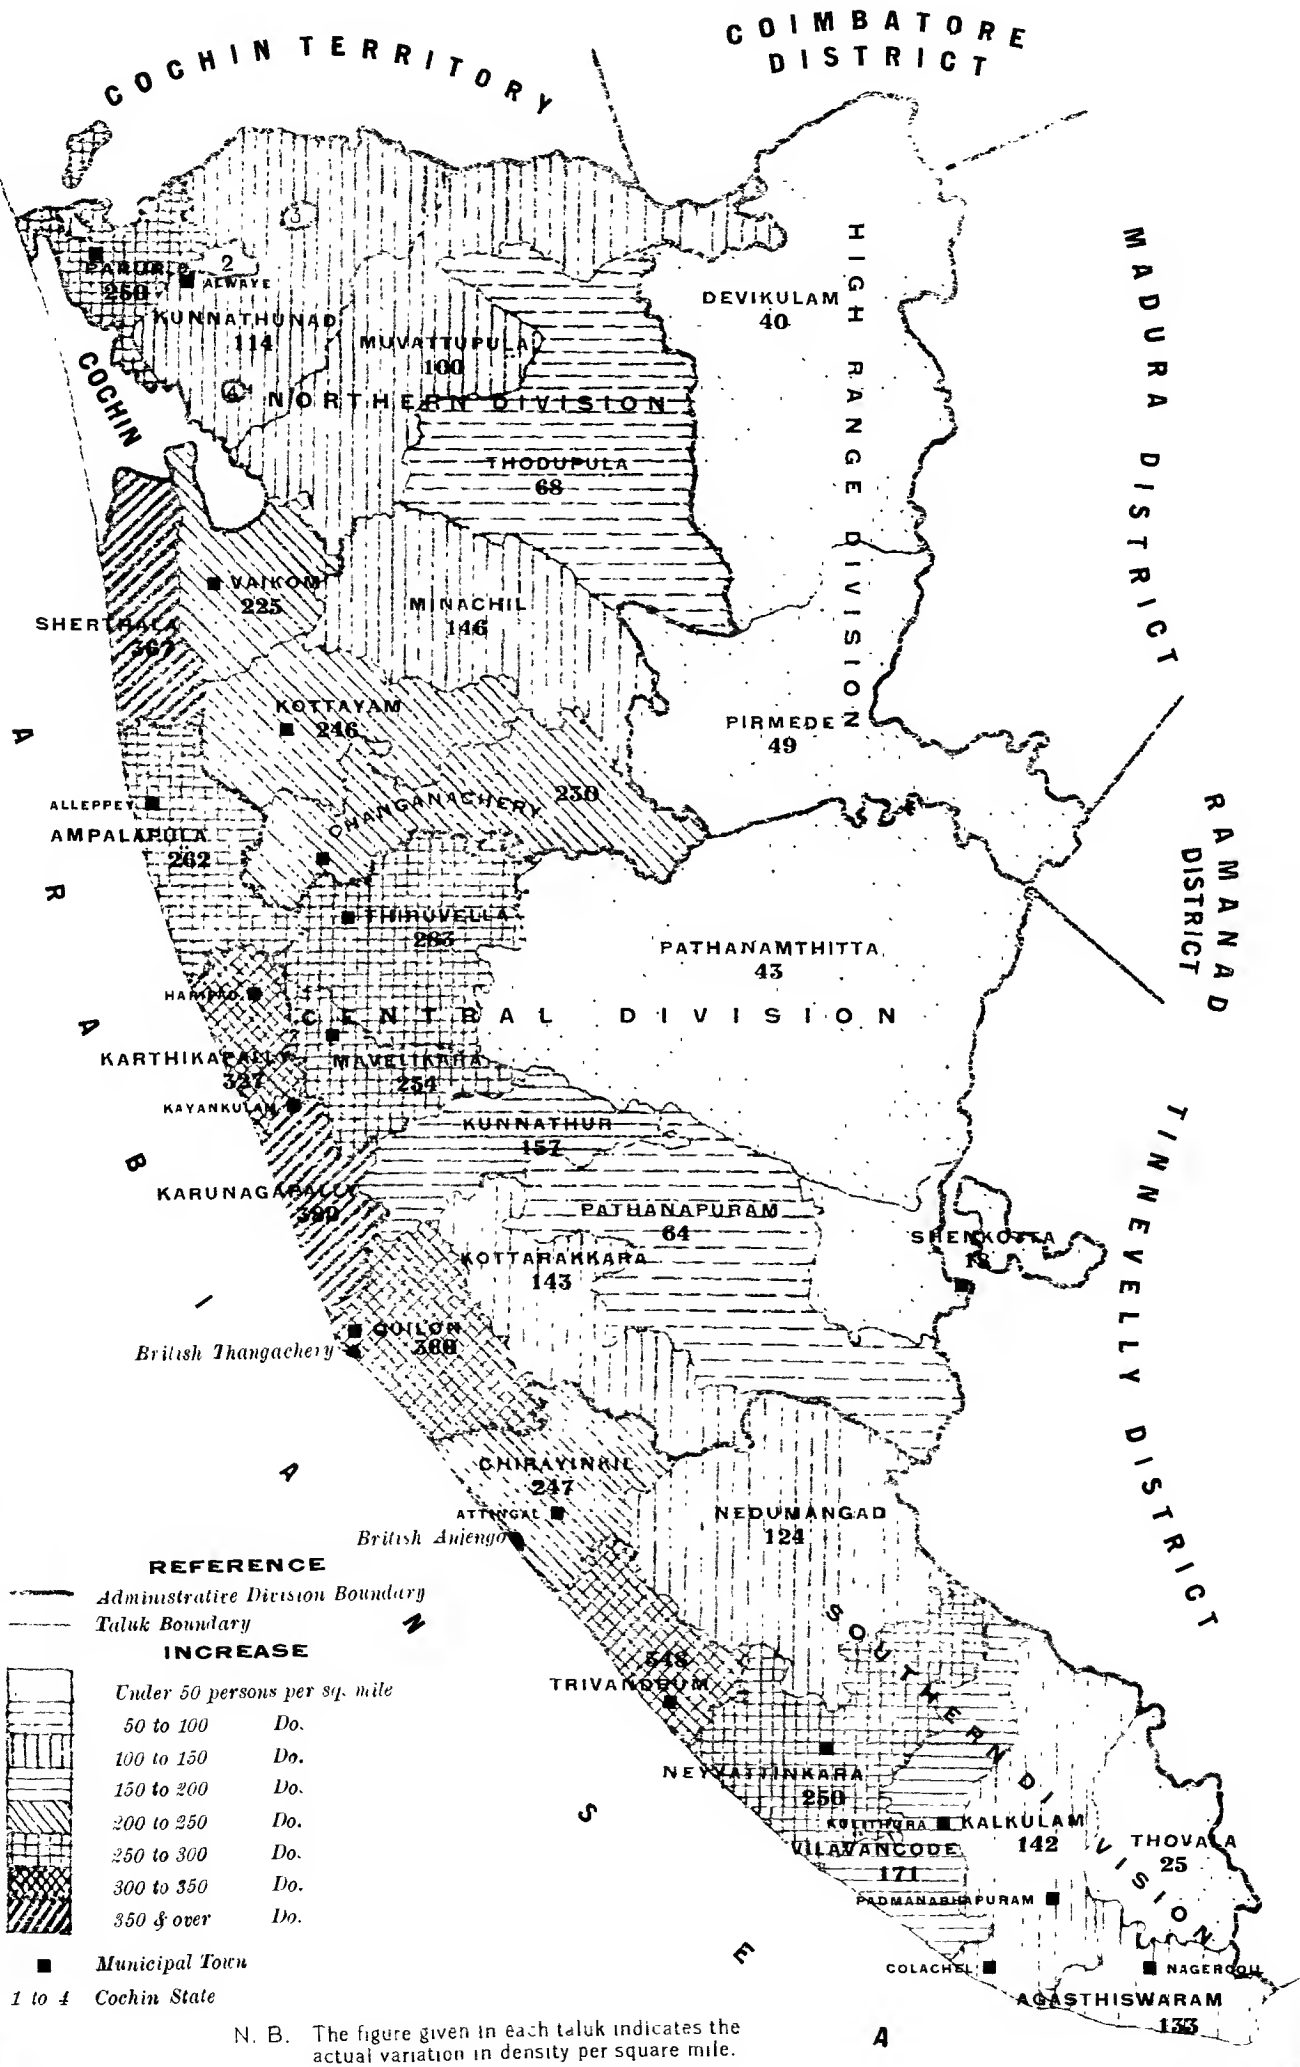 COCHIN TERRITORY
COIMBATORE
DISTRICT
MADURA DISTRICT
RAMANAD
DISTRICT
TINNEVELLY DISTRICT
ARABIAN SEA
COCHIN
HIGH RANGE DIVISION
NORTHERN DIVISION
CENTRAL DIVISION
SOUTHERN DIVISION
3
2
PARUR
250
ALWAYE
KUNNATHUNAD
114
4
MUVATTUPULA
100
DEVIKULAM
40
THODUPULA
68
VAIKOM
225
MINACHIL
146
SHERTHALA
367
KOTTAYAM
246
PIRMEDE
49
CHANGANACHERY 230
ALLEPPEY
AMPALAPULA
262
THIRUVELLA
283
PATHANAMTHITTA
43
HARIPAD
KARTHIKAPALLY
327
MAVELIKARA
254
KAYANKULAM
KUNNATHUR
157
KARUNAGAPALLY
PATHANAPURAM
64
SHENKOTTA
KOTTARAKKARA
143
QUILON
British Thangachery
CHIRAYINKIL
247
ATTINGAL
British Anjengo
NEDUMANGAD
124
TRIVANDRUM
NEYYATTINKARA
250
KULITHURA
KALKULAM
142
VILAVANCODE
171
THOVALA
25
PADMANABHAPURAM
COLACHEL
NAGERCOIL
AGASTHISWARAM
133
REFERENCE
Administrative Division Boundary
Taluk Boundary
INCREASE
Under 50 persons per sq. mile
50 to 100 Do.
100 to 150 Do.
150 to 200 Do.
200 to 250 Do.
250 to 300 Do.
300 to 350 Do.
350 & over Do.
Municipal Town
1 to 4 Cochin State
N. B. The figure given in each taluk indicates the
actual variation in density per square mile.